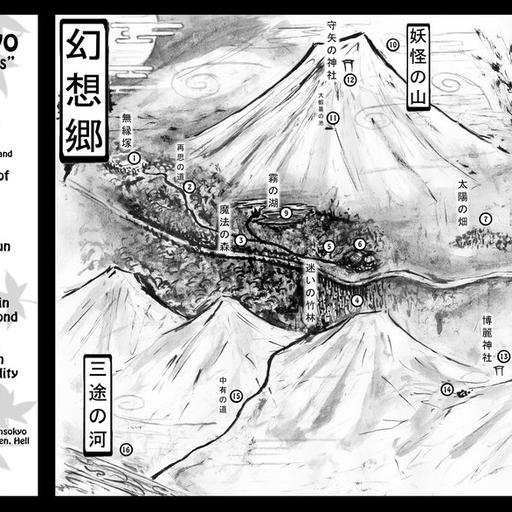 yo
s”
and
of
un
in
ond
n
lity
nsokyo
en, Hell
幻想郷
妖怪の山
守矢の神社
⑩
⑫
大蝦蟇の池
⑪
無縁塚
①
再思の道
②
霧の湖
⑨
魔法の森
③
⑤
⑥
太陽の畑
⑦
迷いの竹林
④
博麗神社
⑬
⑭
中有の道
⑮
三途の河
⑯